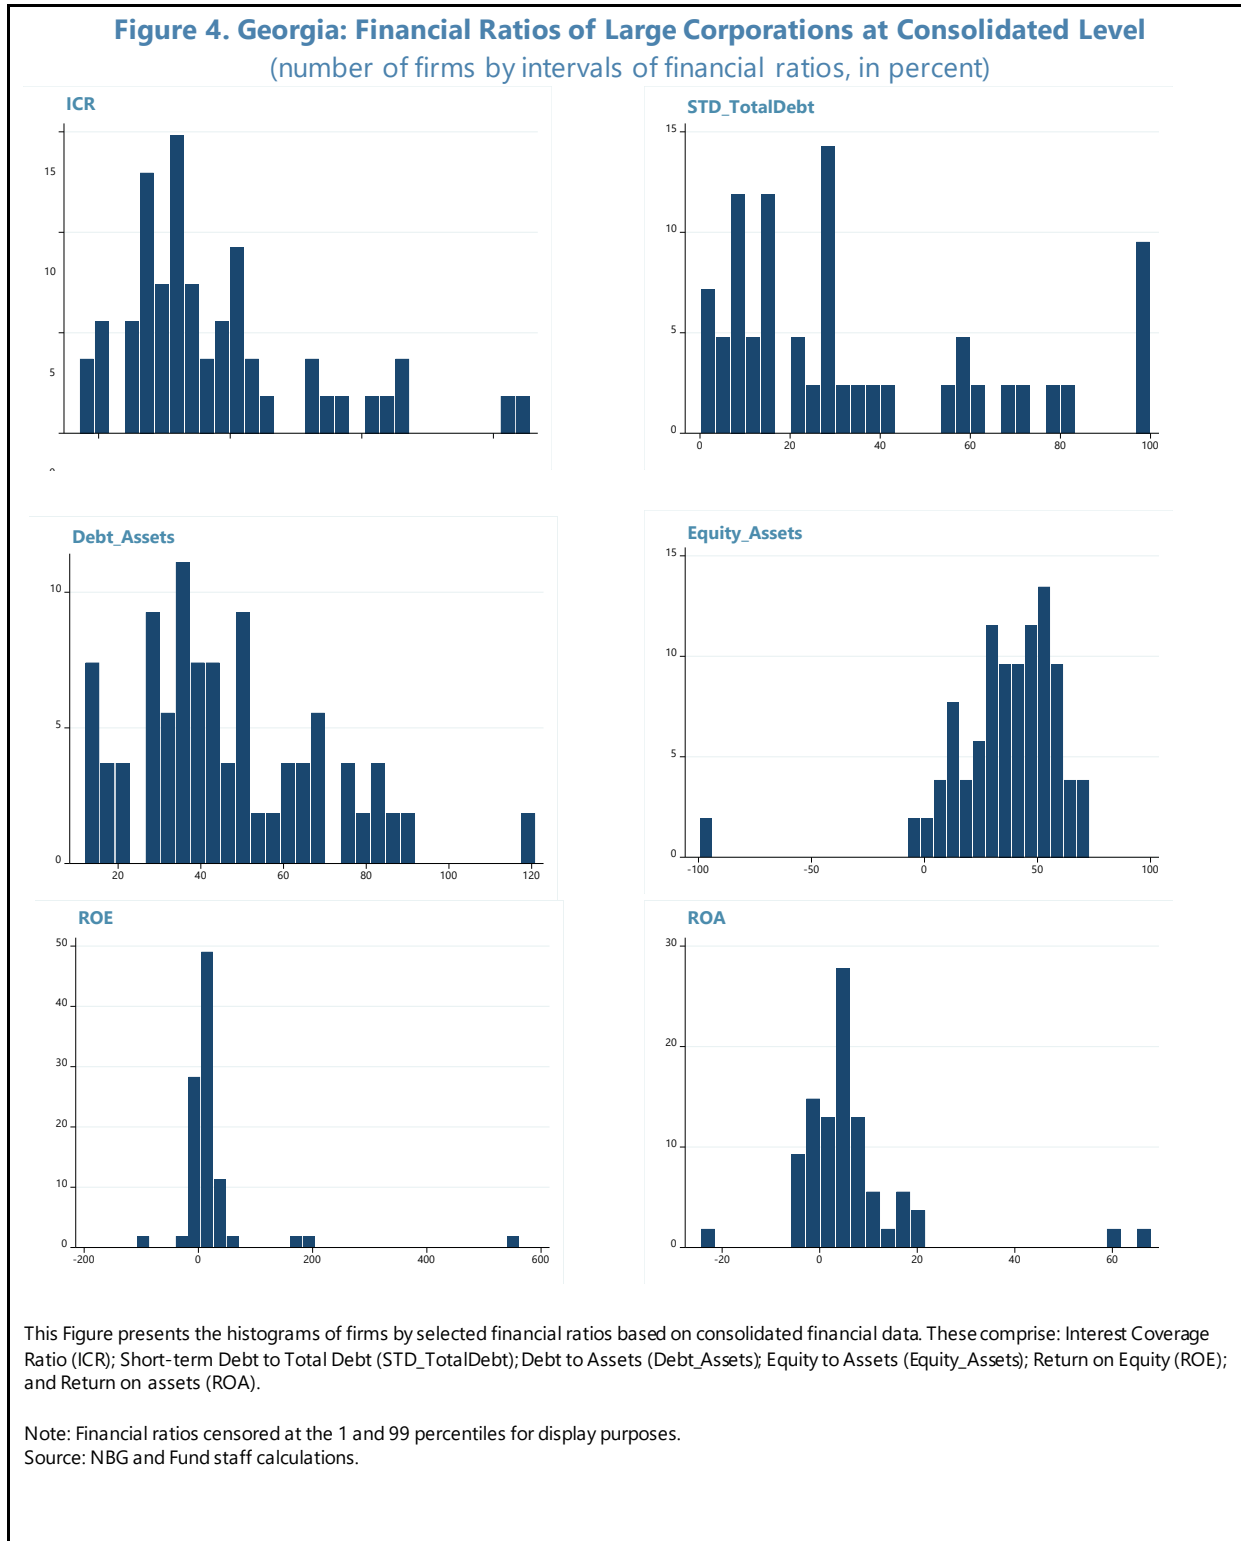 Figure 4. Georgia: Financial Ratios of Large Corporations at Consolidated Level
(number of firms by intervals of financial ratios, in percent)
ICR
15
10
5
0
STD_TotalDebt
15
10
5
0
0 20 40 60 80 100
Debt_Assets
10
5
0
20 40 60 80 100 120
Equity_Assets
15
10
5
0
-100 -50 0 50 100
ROE
50
40
30
20
10
0
-200 0 200 400 600
ROA
30
20
10
0
-20 0 20 40 60
This Figure presents the histograms of firms by selected financial ratios based on consolidated financial data. These comprise: Interest Coverage
Ratio (ICR); Short-term Debt to Total Debt (STD_TotalDebt); Debt to Assets (Debt_Assets); Equity to Assets (Equity_Assets); Return on Equity (ROE);
and Return on assets (ROA).
Note: Financial ratios censored at the 1 and 99 percentiles for display purposes.
Source: NBG and Fund staff calculations.